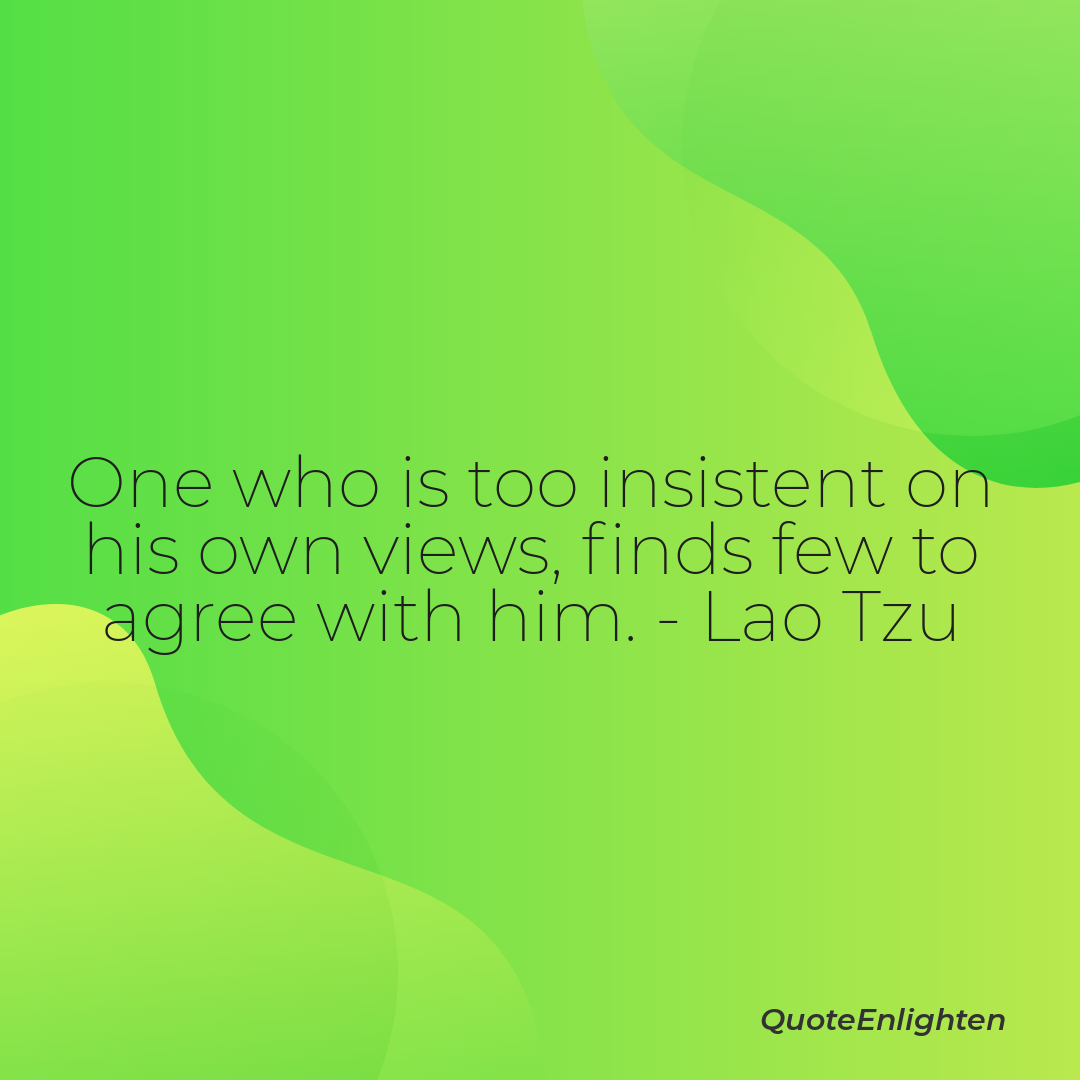 One who is too insistent on
his own views, finds few to
agree with him. - Lao Tzu
QuoteEnlighten